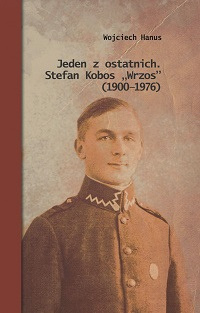 Wojciech Hanus
Jeden z ostatnich.
Stefan Kobos „Wrzos”
(1900–1976)